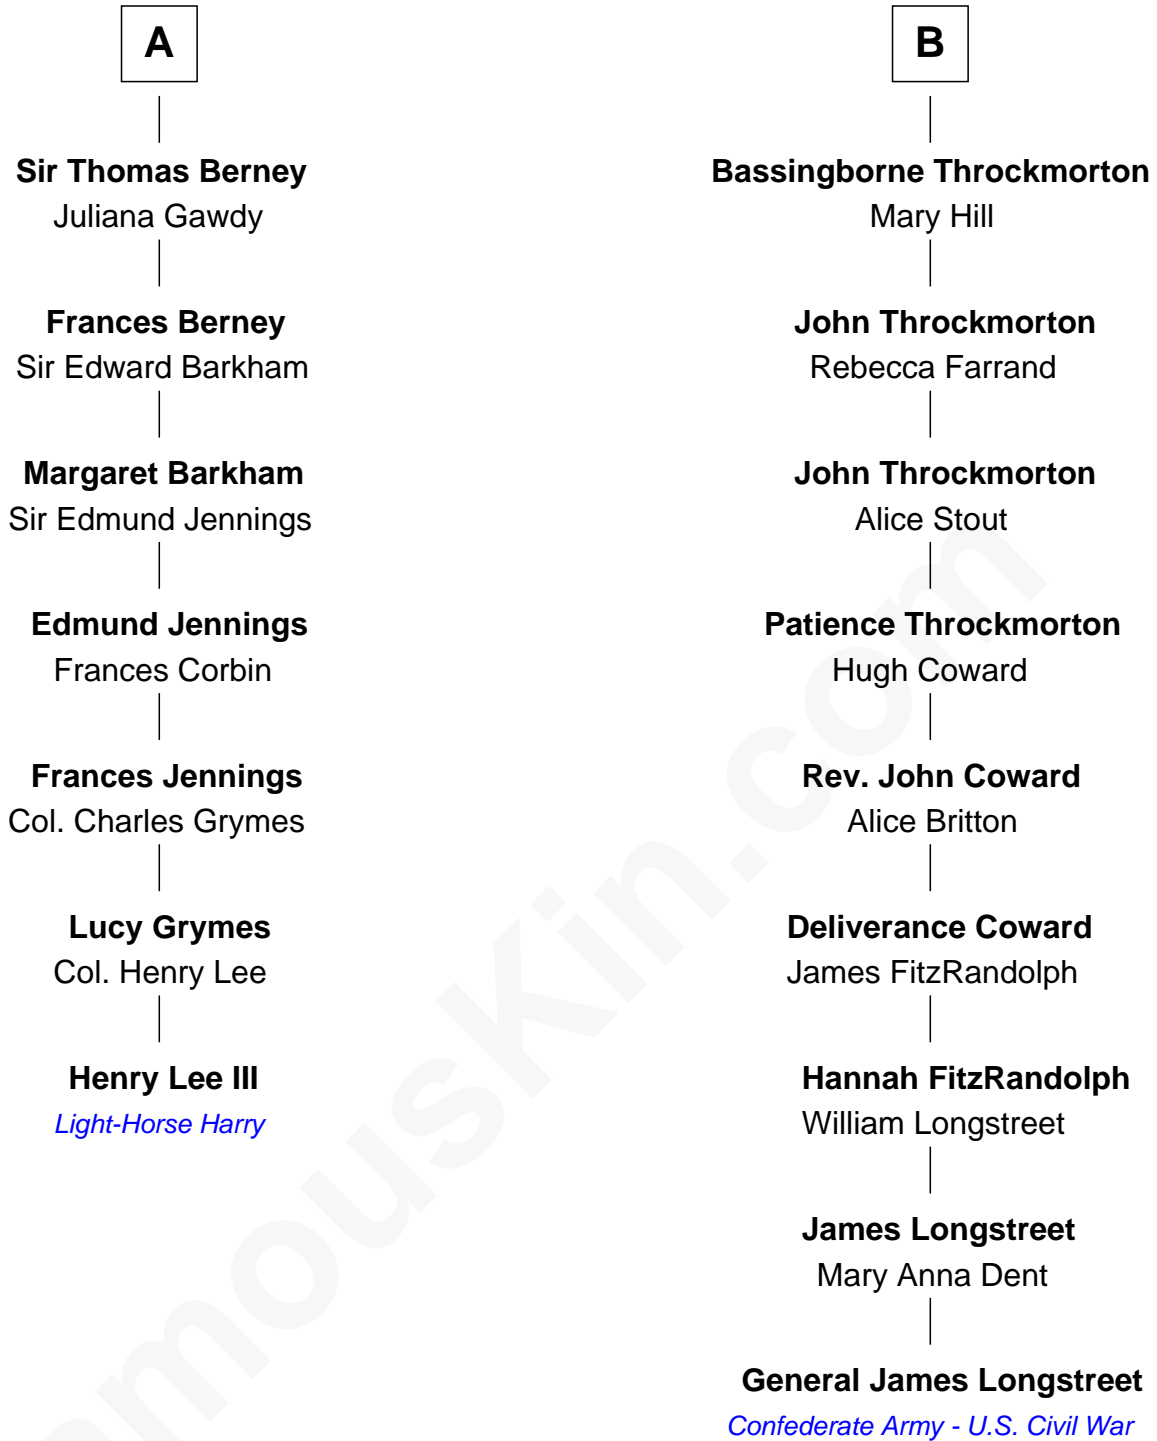 A
Sir Thomas Berney
Juliana Gawdy
Frances Berney
Sir Edward Barkham
Margaret Barkham
Sir Edmund Jennings
Edmund Jennings
Frances Corbin
Frances Jennings
Col. Charles Grymes
Lucy Grymes
Col. Henry Lee
Henry Lee III
Light-Horse Harry
B
Bassingborne Throckmorton
Mary Hill
John Throckmorton
Rebecca Farrand
John Throckmorton
Alice Stout
Patience Throckmorton
Hugh Coward
Rev. John Coward
Alice Britton
Deliverance Coward
James FitzRandolph
Hannah FitzRandolph
William Longstreet
James Longstreet
Mary Anna Dent
General James Longstreet
Confederate Army - U.S. Civil War
amouskin.com